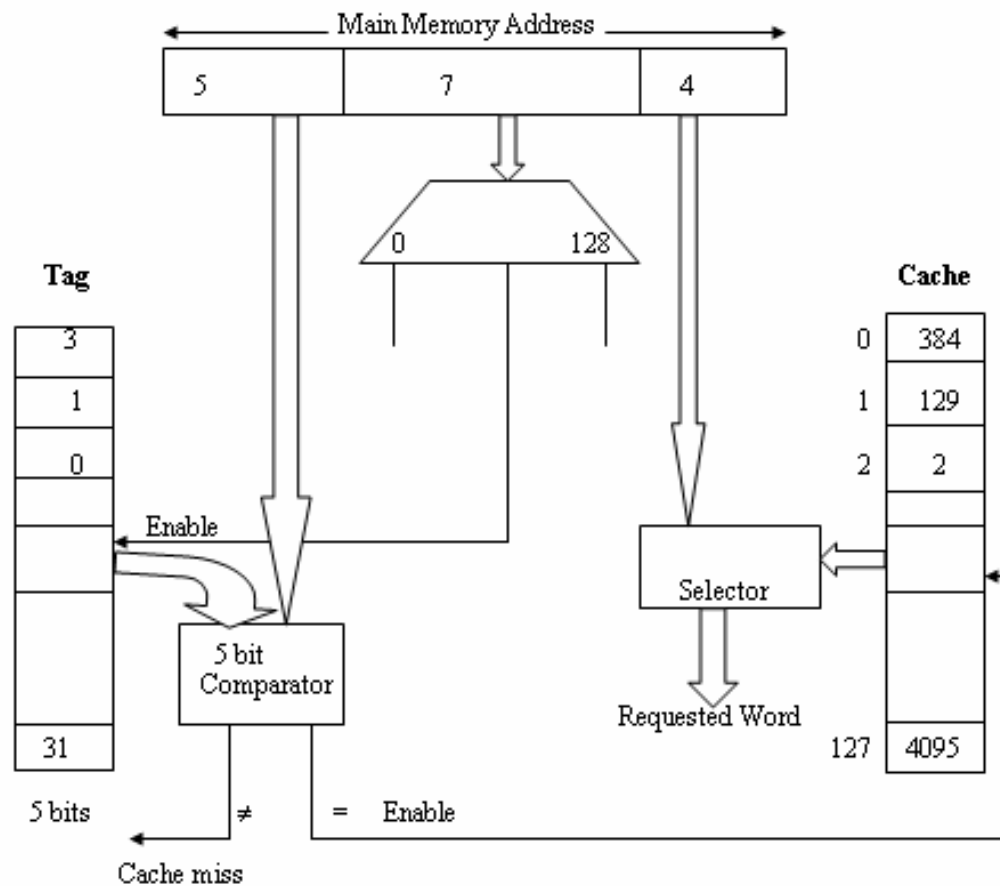 Main Memory Address
5 7 4
0 128
Tag
Cache
3
0 384
1
1 129
0
2 2
Enable
Selector
5 bit
Comparator
Requested Word
31
127 4095
5 bits
≠ = Enable
Cache miss